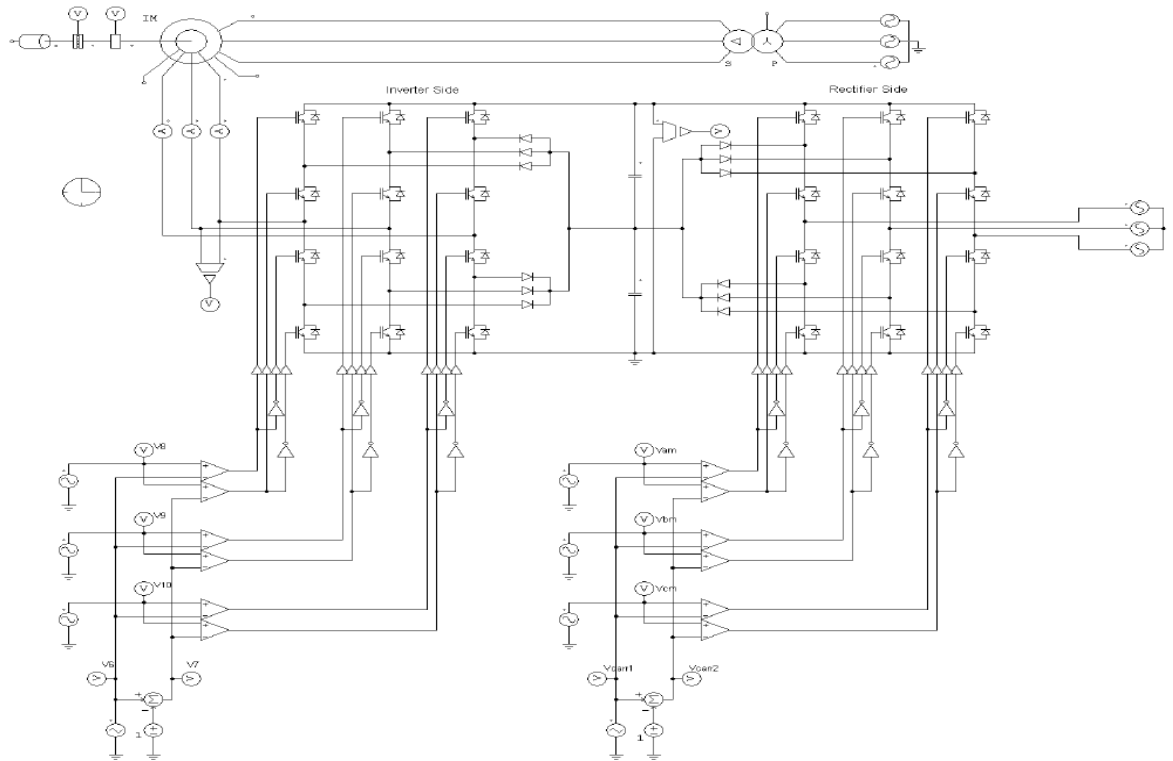 V V IM
S P
Inverter Side Rectifier Side
V
V
V8 Vam
V V
V9 Vbm
V V
V10 Vcm
V V
V6 V7 Vcarr1 Vcarr2
V V V V
+ Σ - + Σ -
1 1